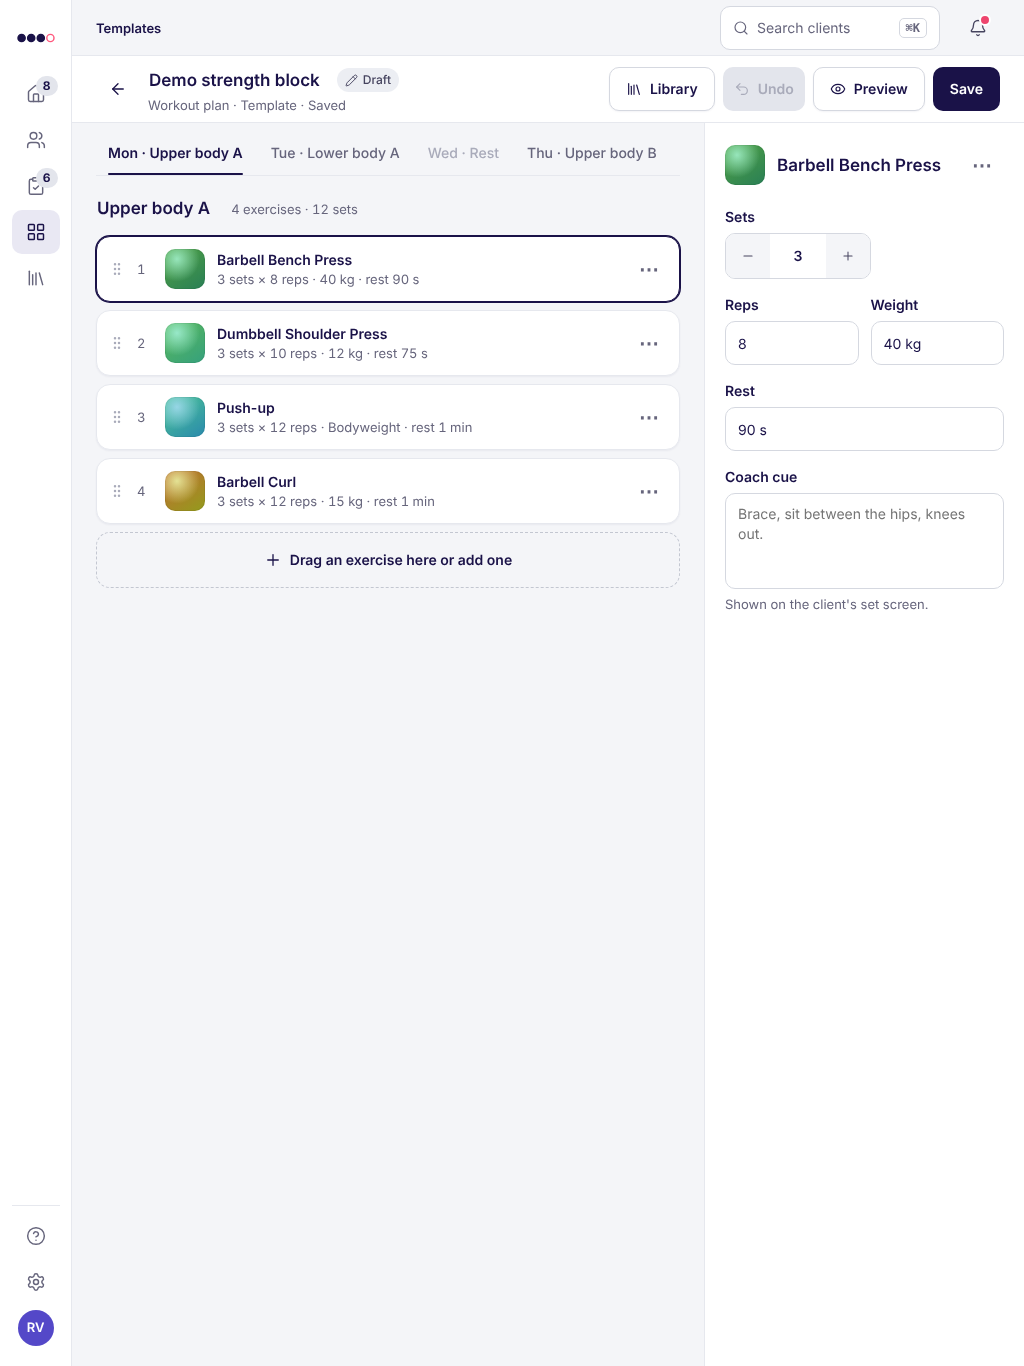 Templates
Search clients
⌘K
8
6
Demo strength block
Draft
Workout plan · Template · Saved
Library
Undo
Preview
Save
Mon · Upper body A
Tue · Lower body A
Wed · Rest
Thu · Upper body B
Upper body A
4 exercises · 12 sets
1
Barbell Bench Press
3 sets × 8 reps · 40 kg · rest 90 s
2
Dumbbell Shoulder Press
3 sets × 10 reps · 12 kg · rest 75 s
3
Push-up
3 sets × 12 reps · Bodyweight · rest 1 min
4
Barbell Curl
3 sets × 12 reps · 15 kg · rest 1 min
Drag an exercise here or add one
Barbell Bench Press
Sets
3
Reps
Weight
8
40 kg
Rest
90 s
Coach cue
Brace, sit between the hips, knees
out.
Shown on the client's set screen.
RV